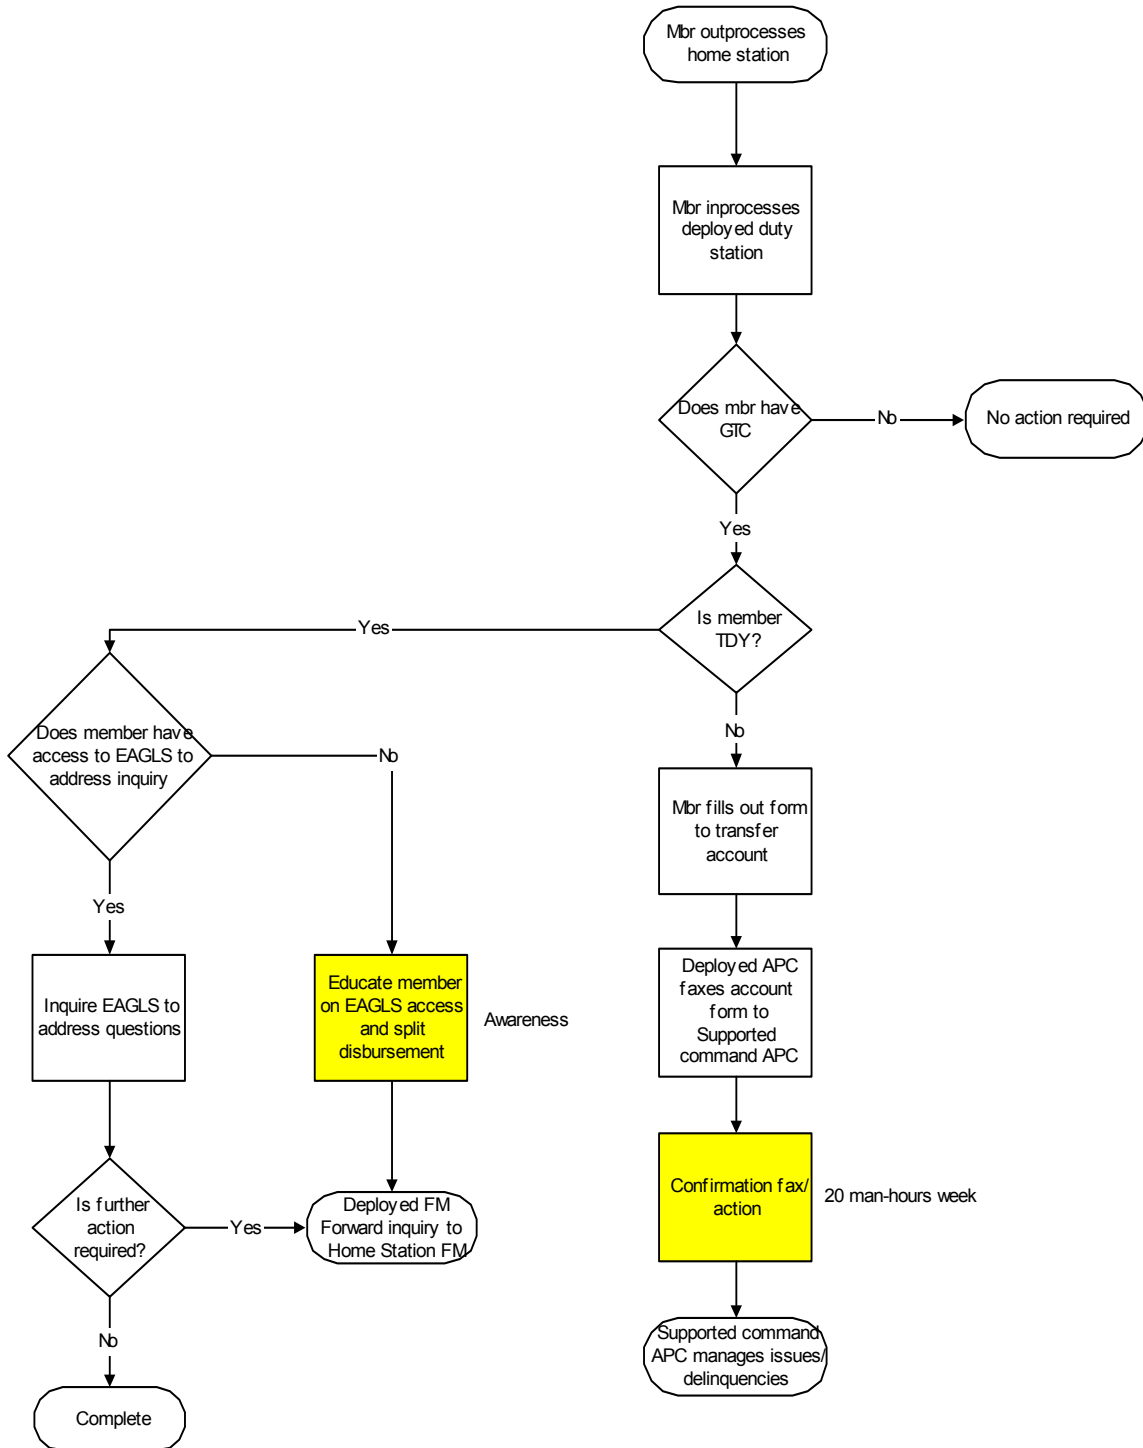 Mbr outprocesses
home station
Mbr inprocesses
deployed duty
station
Does mbr have
GTC
No
No action required
Yes
Is member
TDY?
Yes
No
Does member have
access to EAGLS to
address inquiry
No
Yes
Mbr fills out form
to transfer
account
Inquire EAGLS to
address questions
Educate member
on EAGLS access
and split
disbursement
Awareness
Deployed APC
faxes account
form to
Supported
command APC
Confirmation fax/
action
20 man-hours week
Is further
action
required?
Yes
Deployed FM
Forward inquiry to
Home Station FM
No
Supported command
APC manages issues/
delinquencies
Complete